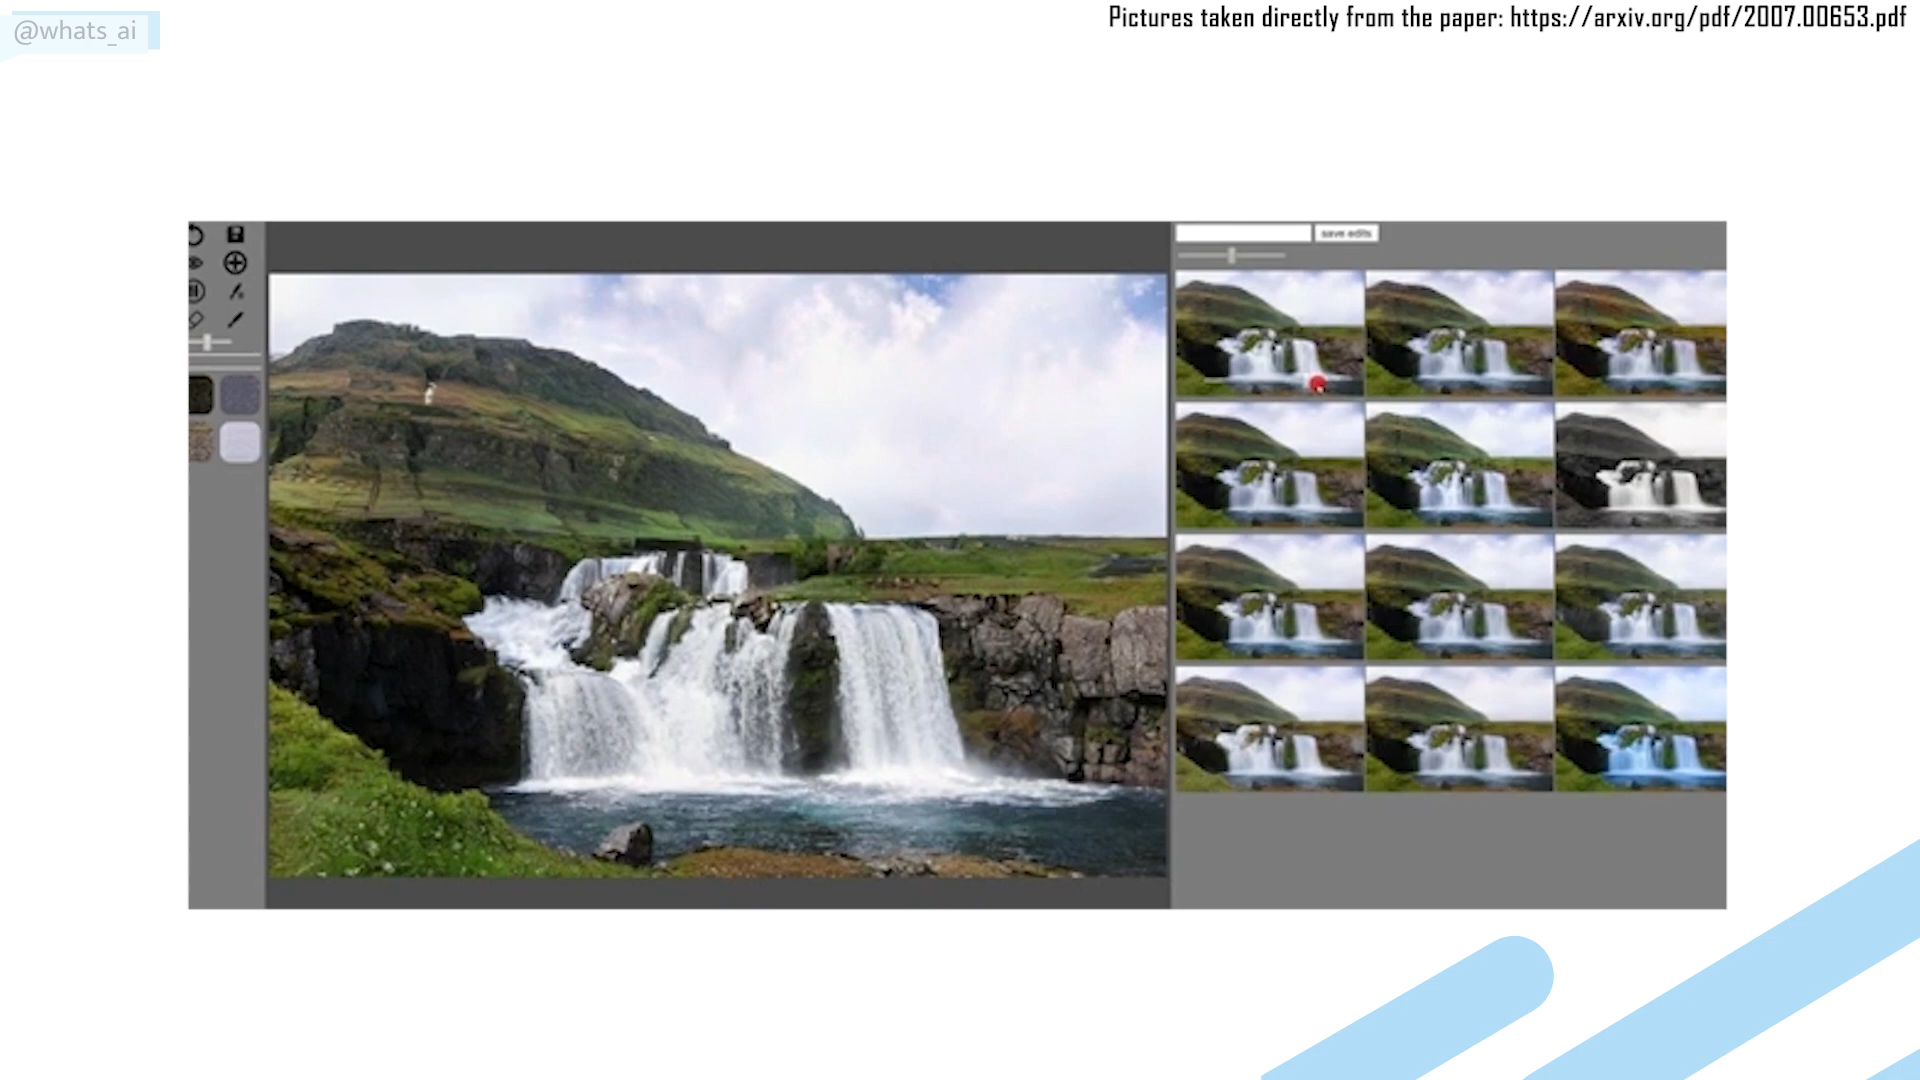 @whats_ai
Pictures taken directly from the paper: https://arxiv.org/pdf/2007.00653.pdf
save edits